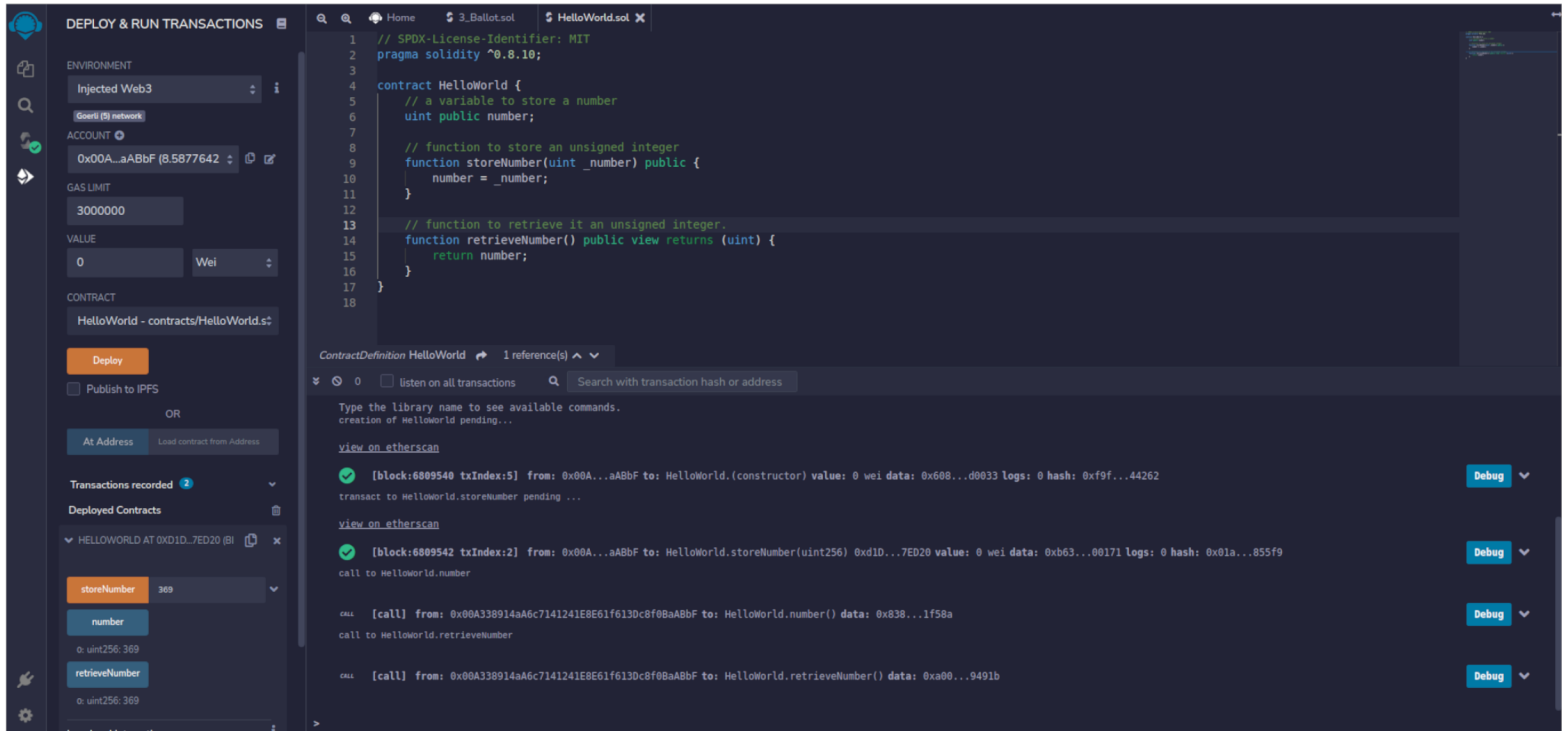 DEPLOY & RUN TRANSACTIONS
ENVIRONMENT
Injected Web3
Goerli (5) network
ACCOUNT
0x00A...aABbF (8.5877642
GAS LIMIT
3000000
VALUE
0 Wei
CONTRACT
HelloWorld - contracts/HelloWorld.s
Deploy
Publish to IPFS
OR
At Address Load contract from Address
Transactions recorded 2
Deployed Contracts
HELLOWORLD AT 0XD1D...7ED20 (BI
storeNumber 369
number
0: uint256: 369
retrieveNumber
0: uint256: 369
Home 3_Ballot.sol HelloWorld.sol
1 // SPDX-License-Identifier: MIT
2 pragma solidity ^0.8.10;
3
4 contract HelloWorld {
5 // a variable to store a number
6 uint public number;
7
8 // function to store an unsigned integer
9 function storeNumber(uint _number) public {
10 number = _number;
11 }
12
13 // function to retrieve it an unsigned integer.
14 function retrieveNumber() public view returns (uint) {
15 return number;
16 }
17 }
18
ContractDefinition HelloWorld 1 reference(s)
0 listen on all transactions Search with transaction hash or address
Type the library name to see available commands.
creation of HelloWorld pending...
view on etherscan
[block:6809540 txIndex:5] from: 0x00A...aABbF to: HelloWorld.(constructor) value: 0 wei data: 0x608...d0033 logs: 0 hash: 0xf9f...44262 Debug
transact to HelloWorld.storeNumber pending ...
view on etherscan
[block:6809542 txIndex:2] from: 0x00A...aABbF to: HelloWorld.storeNumber(uint256) 0xd1D...7ED20 value: 0 wei data: 0xb63...00171 logs: 0 hash: 0x01a...855f9 Debug
call to HelloWorld.number
CALL [call] from: 0x00A338914aA6c7141241E8E61f613Dc8f0BaABbF to: HelloWorld.number() data: 0x838...1f58a Debug
call to HelloWorld.retrieveNumber
CALL [call] from: 0x00A338914aA6c7141241E8E61f613Dc8f0BaABbF to: HelloWorld.retrieveNumber() data: 0xa00...9491b Debug
>